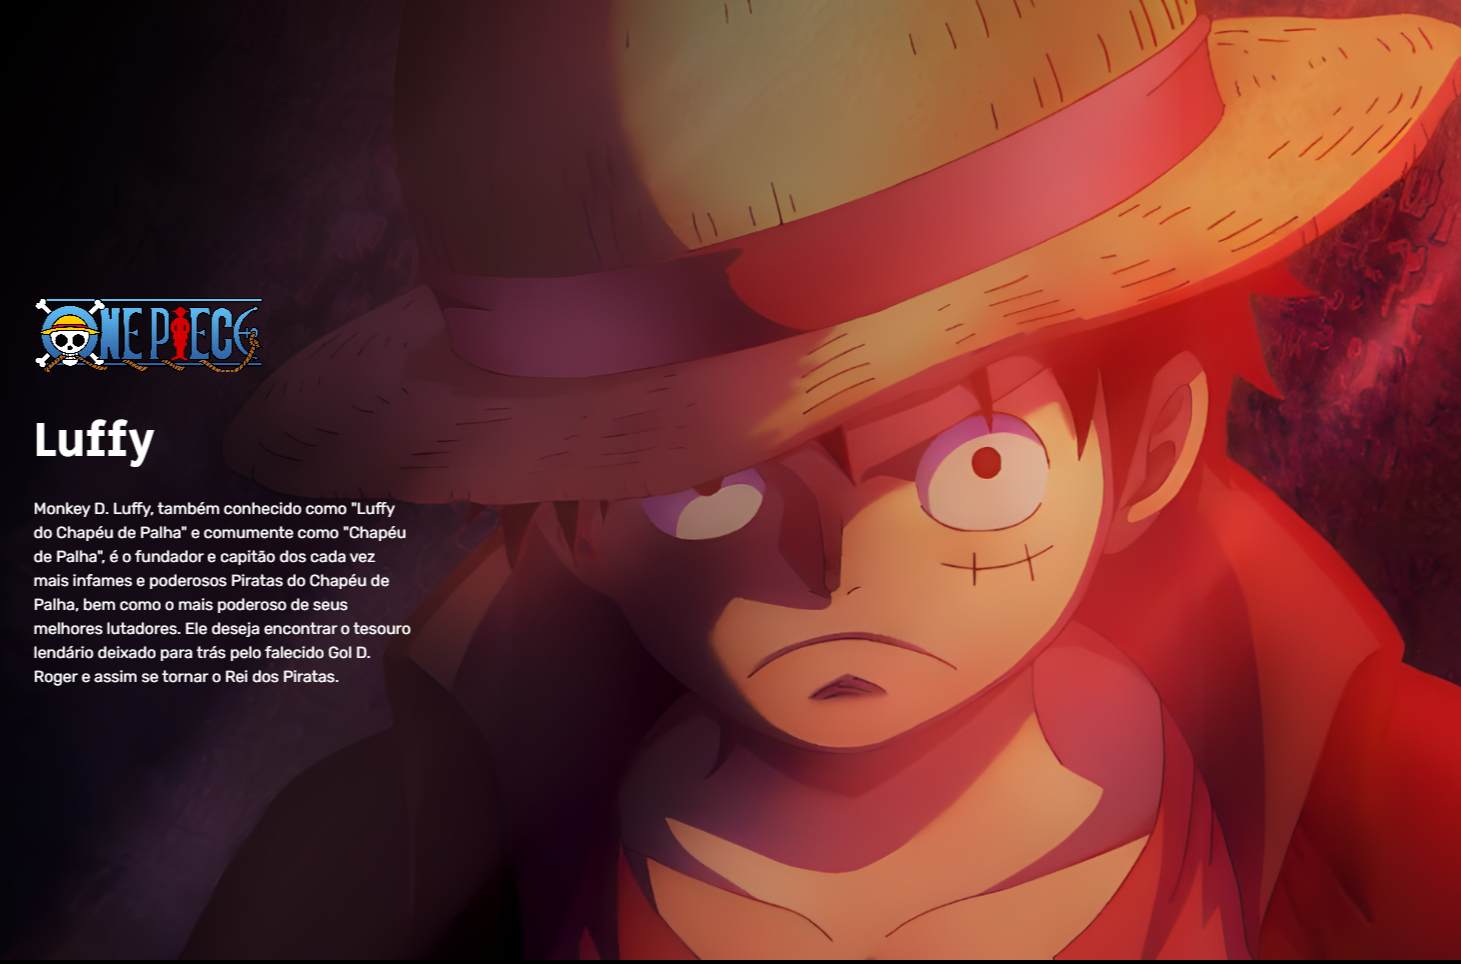 ONE PIECE
Luffy
Monkey D. Luffy, também conhecido como "Luffy
do Chapéu de Palha" e comumente como "Chapéu
de Palha", é o fundador e capitão dos cada vez
mais infames e poderosos Piratas do Chapéu de
Palha, bem como o mais poderoso de seus
melhores lutadores. Ele deseja encontrar o tesouro
lendário deixado para trás pelo falecido Gol D.
Roger e assim se tornar o Rei dos Piratas.